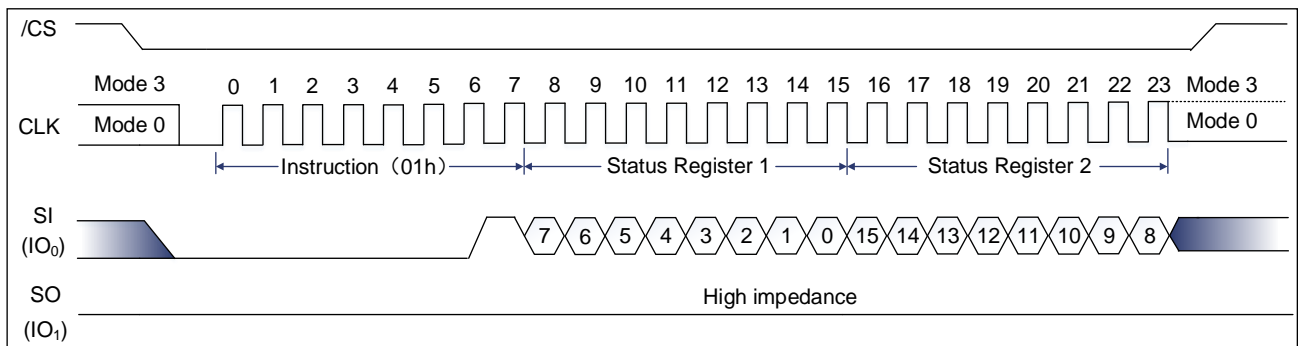 /CS
Mode 3 0 1 2 3 4 5 6 7 8 9 10 11 12 13 14 15 16 17 18 19 20 21 22 23 Mode 3
CLK Mode 0 Mode 0
Instruction（01h） Status Register 1 Status Register 2
SI
(IO₀) 7 6 5 4 3 2 1 0 15 14 13 12 11 10 9 8
SO High impedance
(IO₁)